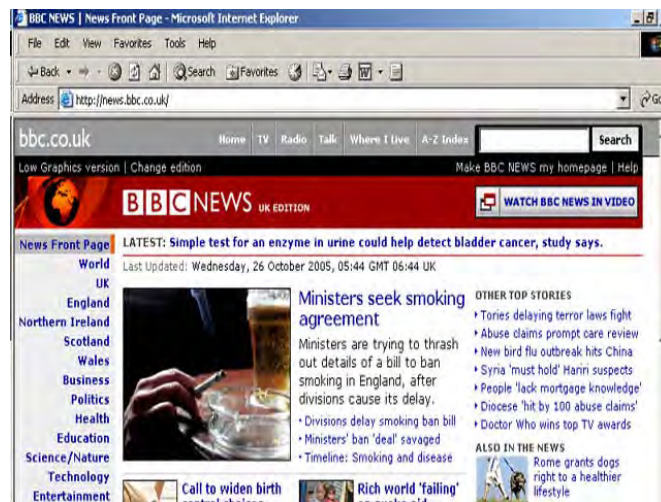 BBC NEWS | News Front Page - Microsoft Internet Explorer
File Edit View Favorites Tools Help
Back Search Favorites
Address http://news.bbc.co.uk/ Go
bbc.co.uk Home TV Radio Talk Where I Live A-Z Index Search
Low Graphics version | Change edition Make BBC NEWS my homepage | Help
BBC NEWS UK EDITION WATCH BBC NEWS IN VIDEO
News Front Page
World
UK
England
Northern Ireland
Scotland
Wales
Business
Politics
Health
Education
Science/Nature
Technology
Entertainment
LATEST: Simple test for an enzyme in urine could help detect bladder cancer, study says.
Last Updated: Wednesday, 26 October 2005, 05:44 GMT 06:44 UK
Ministers seek smoking
agreement
Ministers are trying to thrash
out details of a bill to ban
smoking in England, after
divisions cause its delay.
Divisions delay smoking ban bill
Ministers' ban 'deal' savaged
Timeline: Smoking and disease
Call to widen birth
Rich world 'failing'
OTHER TOP STORIES
Tories delaying terror laws fight
Abuse claims prompt care review
New bird flu outbreak hits China
Syria 'must hold' Hariri suspects
People 'lack mortgage knowledge'
Diocese 'hit by 100 abuse claims'
Doctor Who wins top TV awards
ALSO IN THE NEWS
Rome grants dogs
right to a healthier
lifestyle